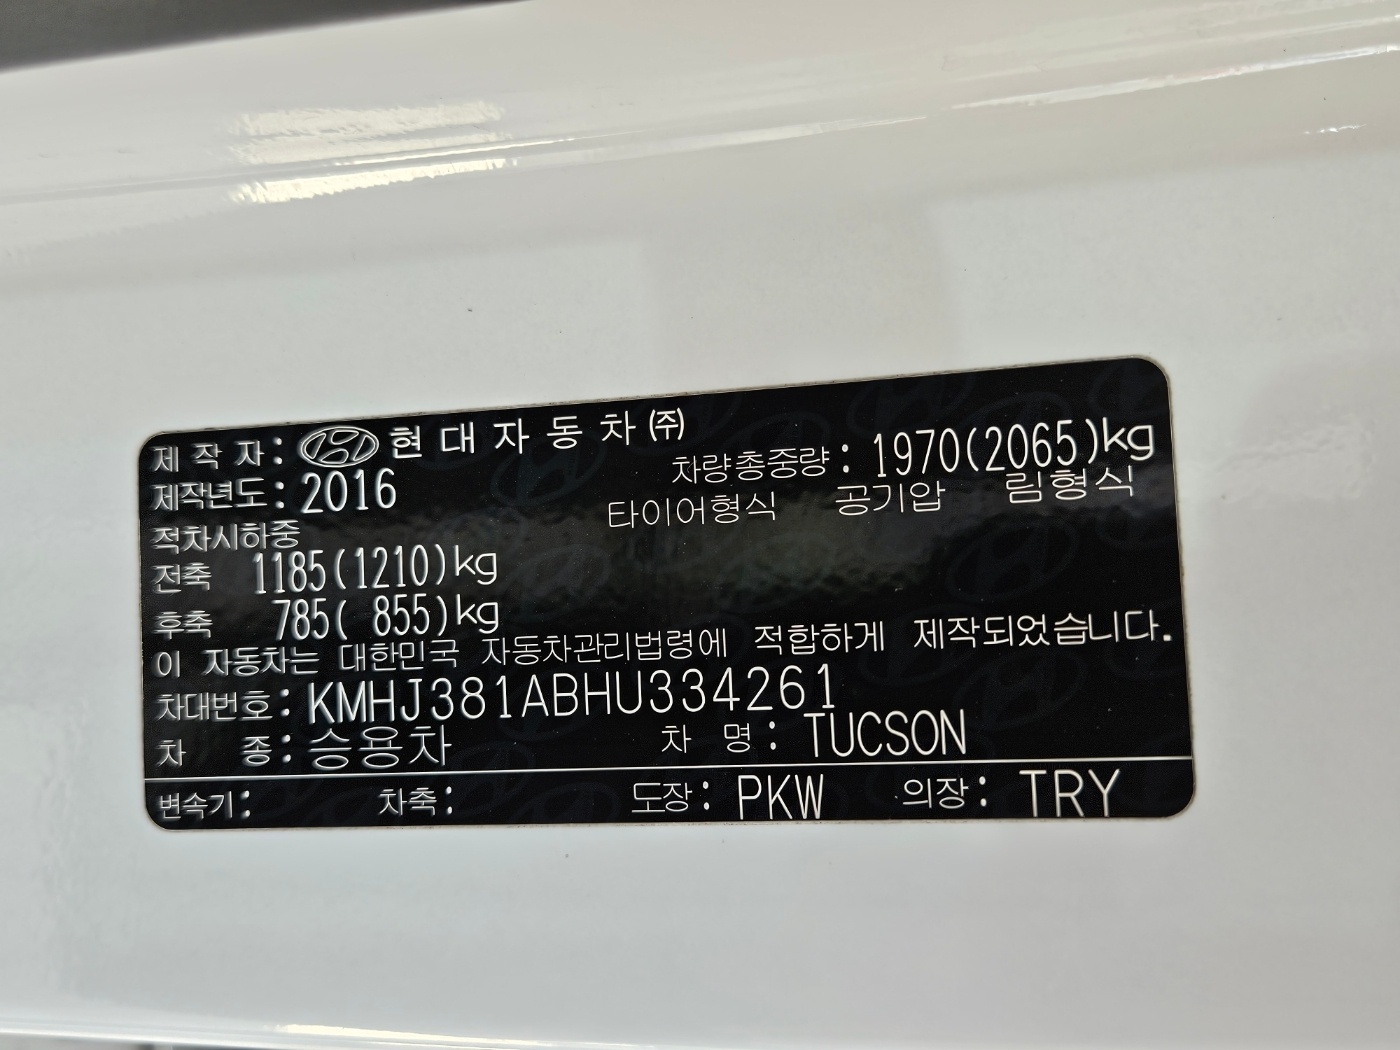 제 작 자 : 현 대 자 동 차 ㈜
차량총중량 : 1970(2065)kg
제작년도 : 2016
타이어형식 공기압 림형식
적차시하중
전축 1185(1210)kg
후축 785( 855)kg
이 자동차는 대한민국 자동차관리법령에 적합하게 제작되었습니다.
차대번호 : KMHJ381ABHU334261
차 종 : 승용차 차 명 : TUCSON
변속기 : 차축 : 도장 : PKW 의장 : TRY